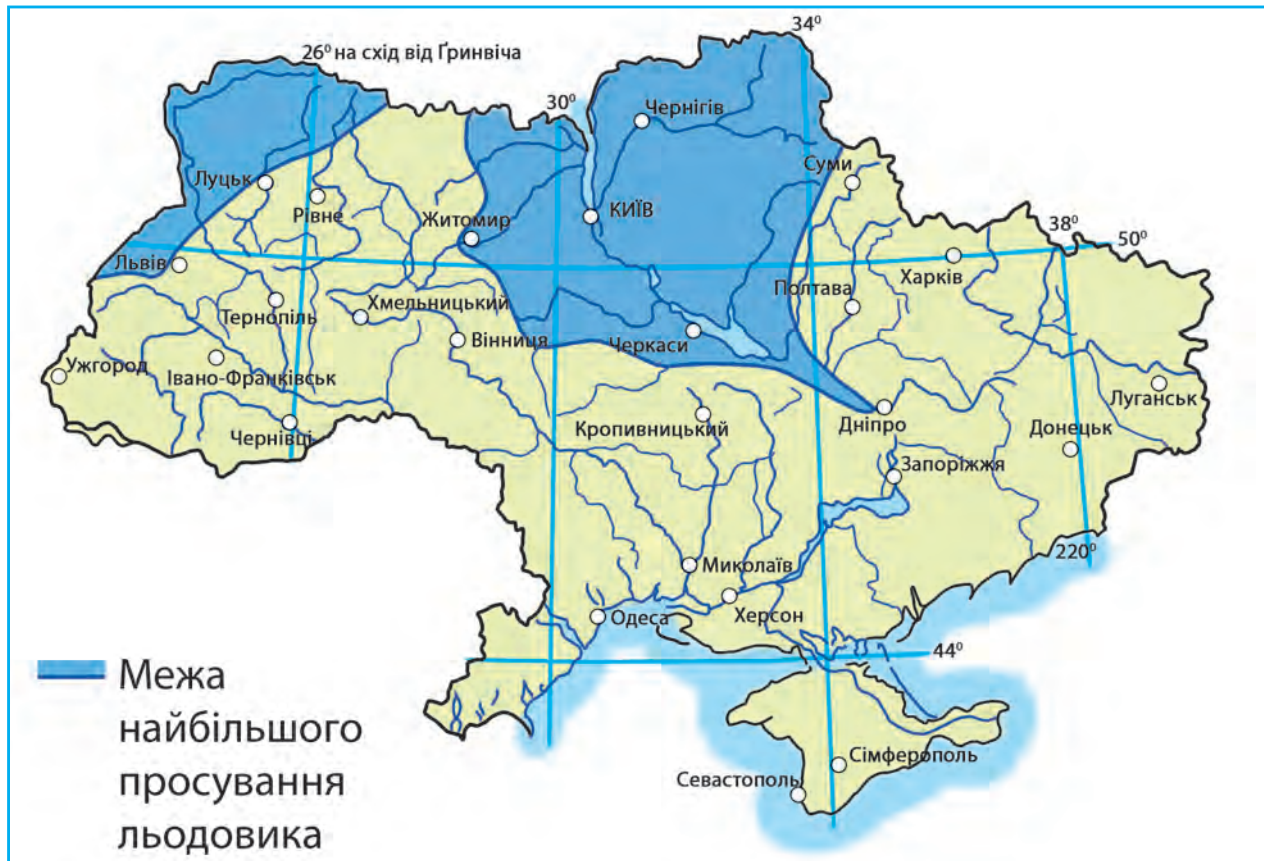 34⁰
26⁰ на схід від Ґринвіча
30⁰
Чернігів
Суми
Луцьк
Рівне
КИЇВ
Житомир
38⁰
50⁰
Львів
Харків
Полтава
Хмельницький
Тернопіль
Вінниця
Черкаси
Ужгород
Івано-Франківськ
Луганськ
Чернівці
Кропивницький
Дніпро
Донецьк
Запоріжжя
220⁰
Миколаїв
Херсон
Одеса
44⁰
Межа
найбільшого
просування
льодовика
Сімферополь
Севастополь